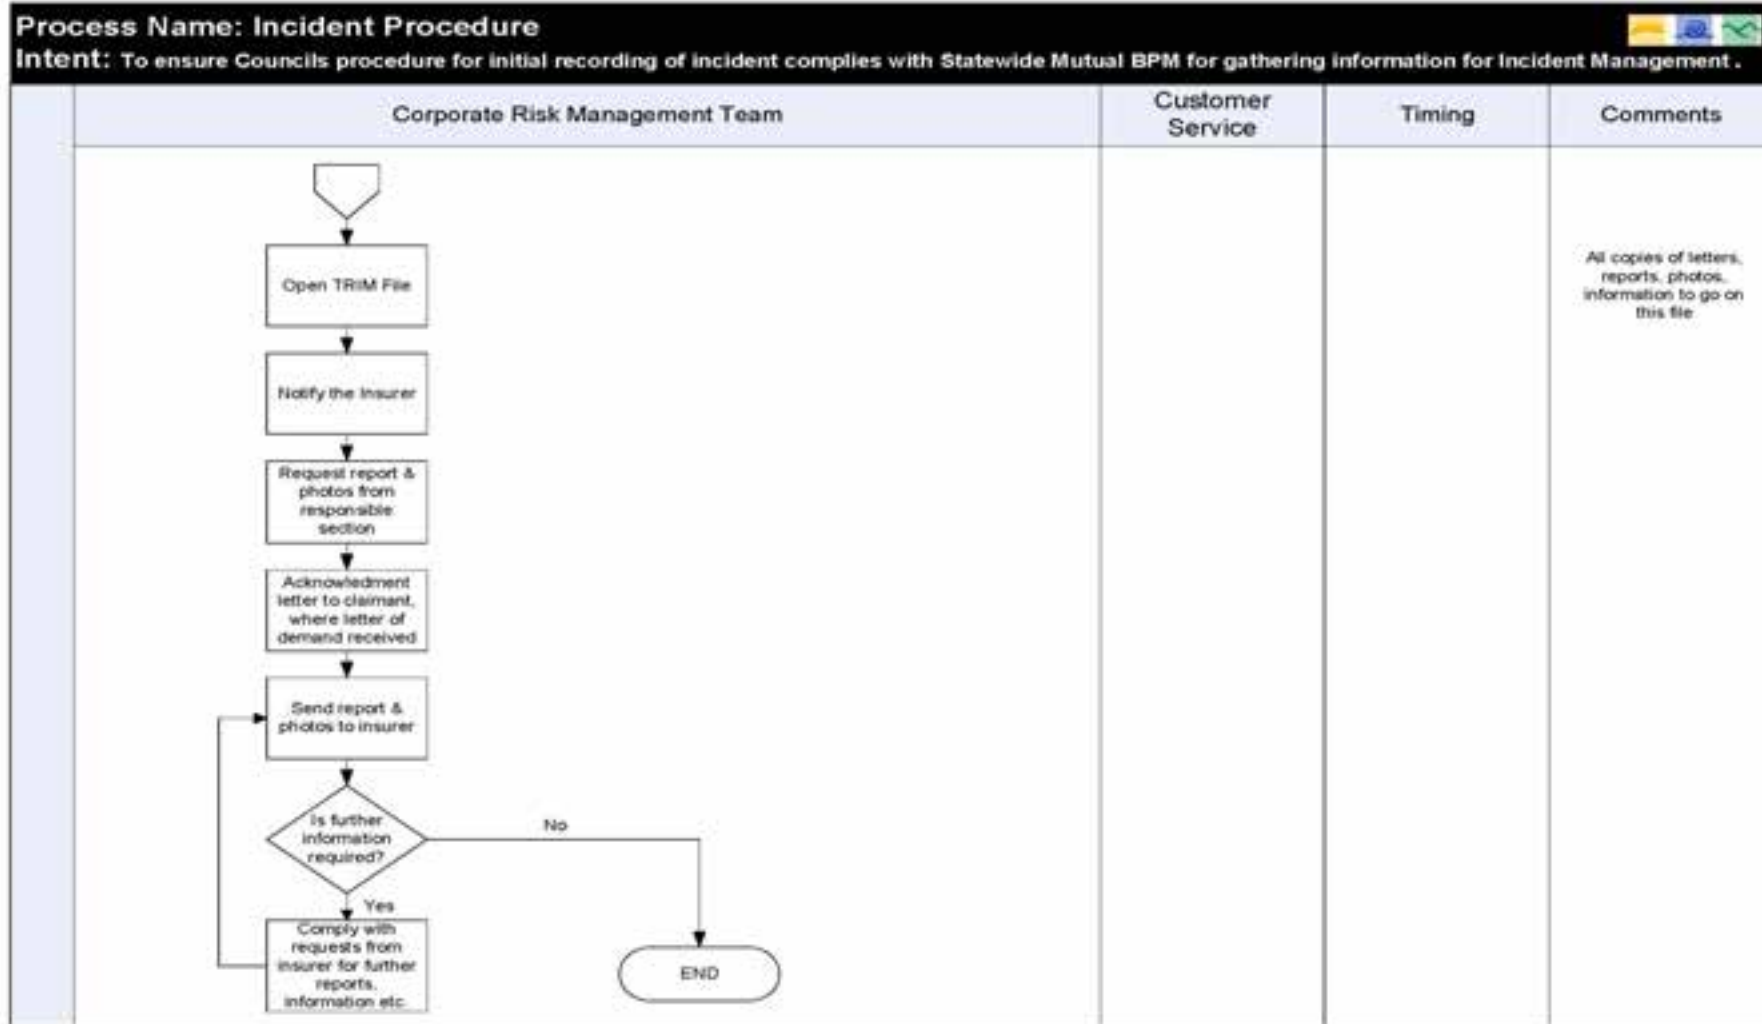 Process Name: Incident Procedure
Intent: To ensure Councils procedure for initial recording of incident complies with Statewide Mutual BPM for gathering information for Incident Management .
Corporate Risk Management Team
Customer
Service
Timing
Comments
Open TRIM File
All copies of letters,
reports, photos,
information to go on
this file
Notify the Insurer
Request report &
photos from
responsible
section
Acknowledment
letter to claimant,
where letter of
demand received
Send report &
photos to insurer
Is further
information
required?
No
Yes
Comply with
requests from
insurer for further
reports,
information etc.
END